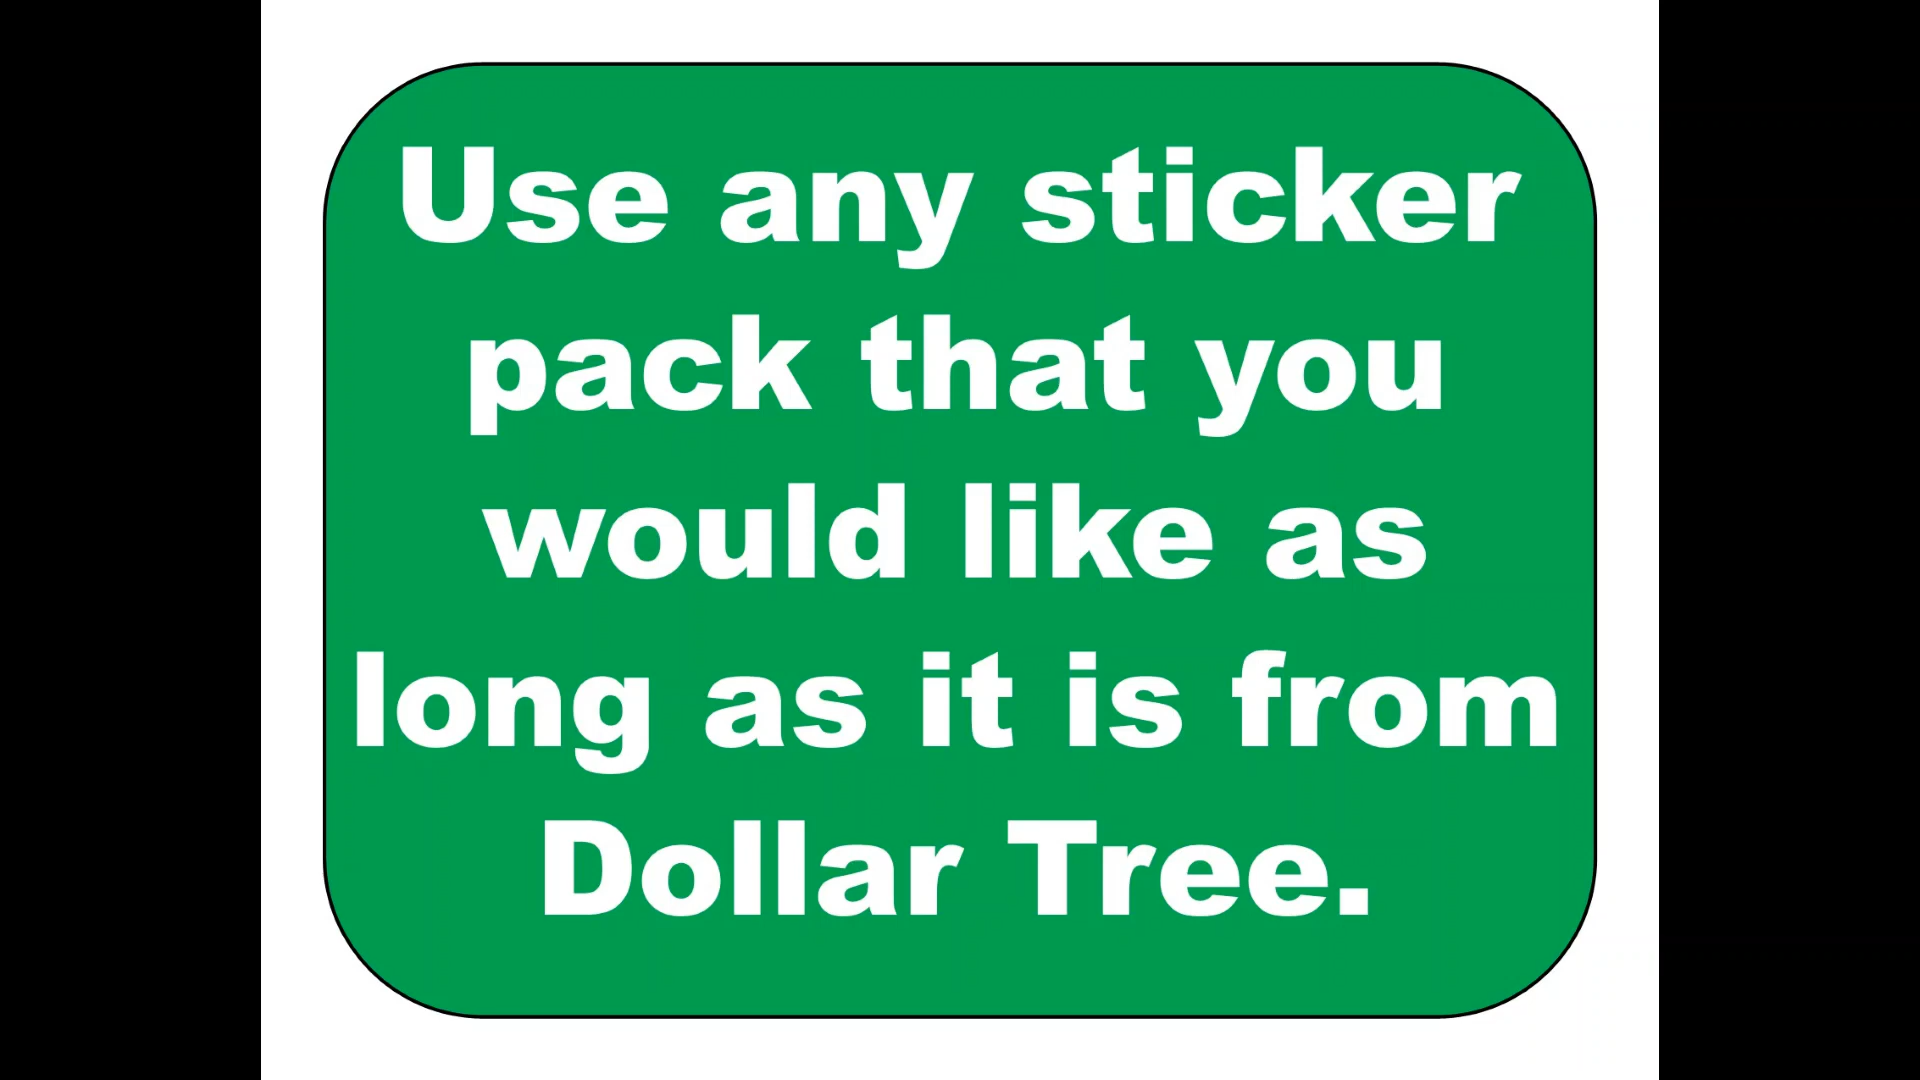 Use any sticker
pack that you
would like as
long as it is from
Dollar Tree.